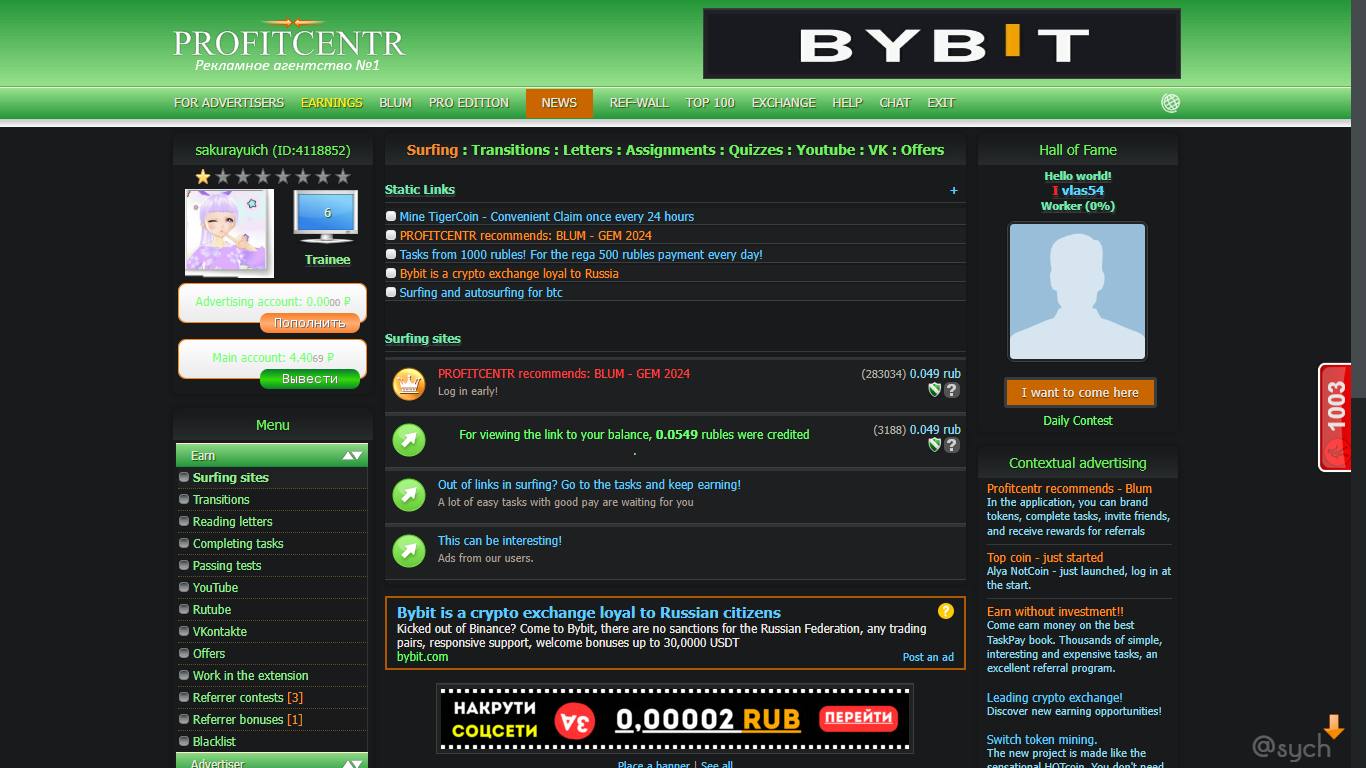 PROFITCENTR
Рекламное агентство №1
BYBIT
FOR ADVERTISERS EARNINGS BLUM PRO EDITION NEWS REF-WALL TOP 100 EXCHANGE HELP CHAT EXIT
sakurayuich (ID:4118852)
6
Trainee
Advertising account: 0.0000 ₽
Пополнить
Main account: 4.4069 ₽
Вывести
Menu
Earn
Surfing sites
Transitions
Reading letters
Completing tasks
Passing tests
YouTube
Rutube
VKontakte
Offers
Work in the extension
Referrer contests [3]
Referrer bonuses [1]
Blacklist
Advertiser
Surfing : Transitions : Letters : Assignments : Quizzes : Youtube : VK : Offers
Static Links +
Mine TigerCoin - Convenient Claim once every 24 hours
PROFITCENTR recommends: BLUM - GEM 2024
Tasks from 1000 rubles! For the rega 500 rubles payment every day!
Bybit is a crypto exchange loyal to Russia
Surfing and autosurfing for btc
Surfing sites
PROFITCENTR recommends: BLUM - GEM 2024 (283034) 0.049 rub
Log in early! ?
For viewing the link to your balance, 0.0549 rubles were credited (3188) 0.049 rub
. ?
Out of links in surfing? Go to the tasks and keep earning!
A lot of easy tasks with good pay are waiting for you
This can be interesting!
Ads from our users.
Bybit is a crypto exchange loyal to Russian citizens ?
Kicked out of Binance? Come to Bybit, there are no sanctions for the Russian Federation, any trading
pairs, responsive support, welcome bonuses up to 30,0000 USDT
bybit.com Post an ad
НАКРУТИ
СОЦСЕТИ
ЗА
0,00002 RUB
ПЕРЕЙТИ
Place a banner | See all
Hall of Fame
Hello world!
I vlas54
Worker (0%)
I want to come here
Daily Contest
Contextual advertising
Profitcentr recommends - Blum
In the application, you can brand
tokens, complete tasks, invite friends,
and receive rewards for referrals
Top coin - just started
Alya NotCoin - just launched, log in at
the start.
Earn without investment!!
Come earn money on the best
TaskPay book. Thousands of simple,
interesting and expensive tasks, an
excellent referral program.
Leading crypto exchange!
Discover new earning opportunities!
Switch token mining.
The new project is made like the
sensational HOTcoin. You don't need
1003
@sych